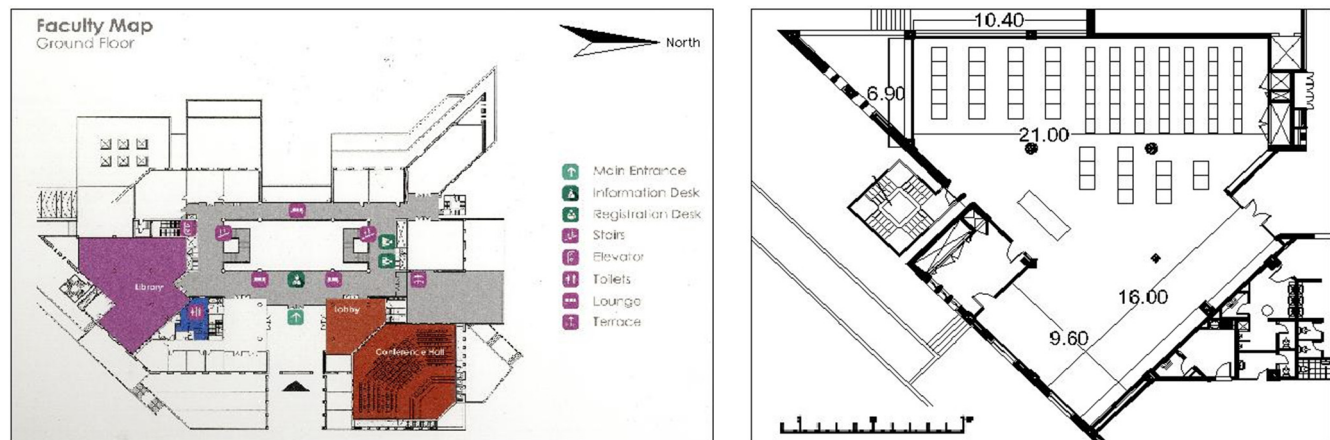 Faculty Map
Ground Floor
North
Main Entrance
Information Desk
Registration Desk
Stairs
Elevator
Toilets
Lounge
Terrace
Library
Lobby
Conference Hall
10.40
6.90
21.00
16.00
9.60